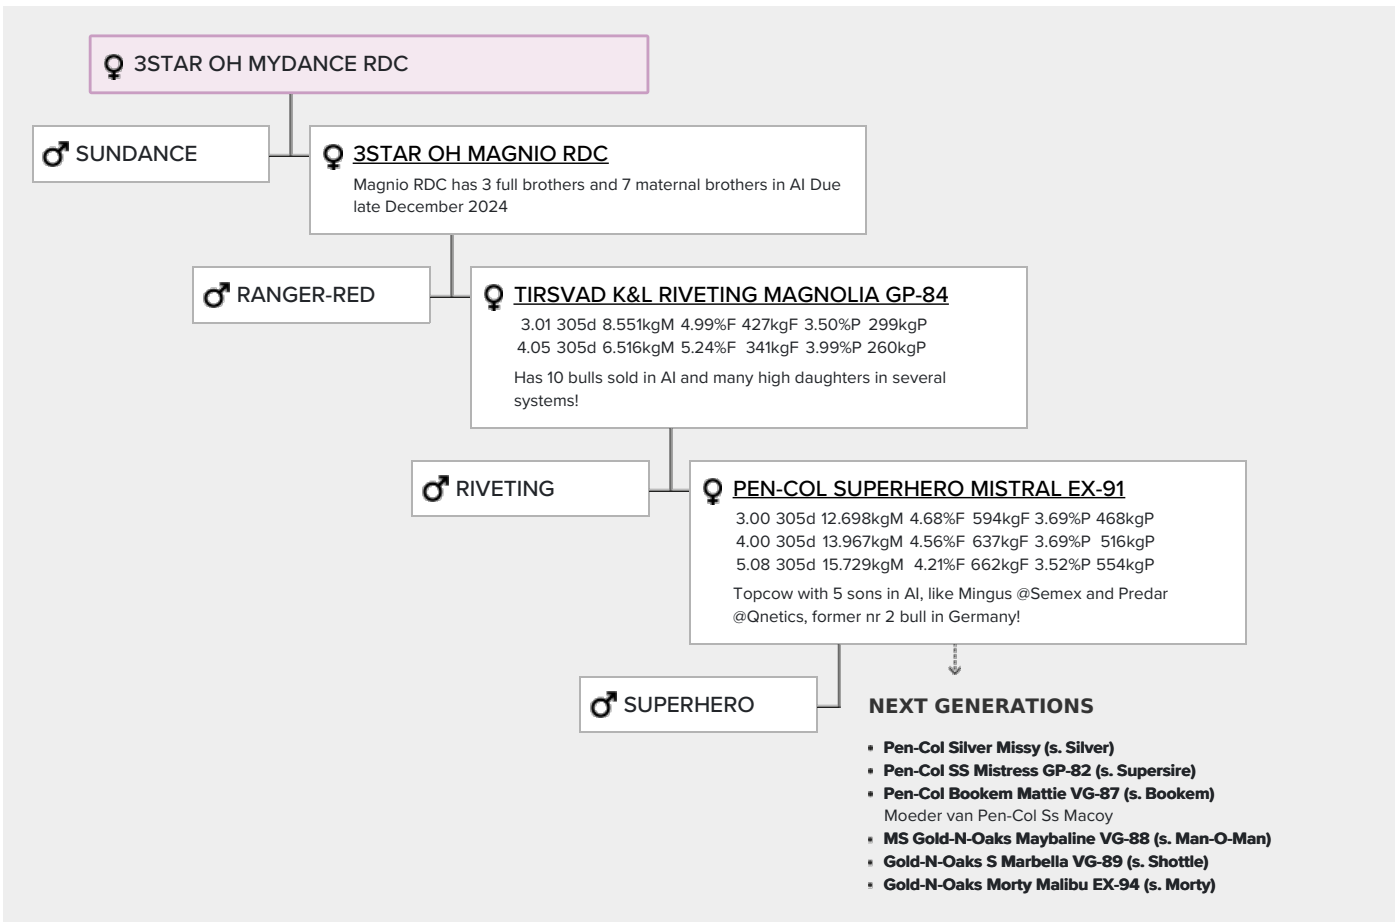 3STAR OH MYDANCE RDC
SUNDANCE
3STAR OH MAGNIO RDC
Magnio RDC has 3 full brothers and 7 maternal brothers in AI Due
late December 2024
RANGER-RED
TIRSVAD K&L RIVETING MAGNOLIA GP-84
3.01 305d 8.551kgM 4.99%F 427kgF 3.50%P 299kgP
4.05 305d 6.516kgM 5.24%F 341kgF 3.99%P 260kgP
Has 10 bulls sold in AI and many high daughters in several
systems!
RIVETING
PEN-COL SUPERHERO MISTRAL EX-91
3.00 305d 12.698kgM 4.68%F 594kgF 3.69%P 468kgP
4.00 305d 13.967kgM 4.56%F 637kgF 3.69%P 516kgP
5.08 305d 15.729kgM 4.21%F 662kgF 3.52%P 554kgP
Topcow with 5 sons in AI, like Mingus @Semex and Predar
@Qnetics, former nr 2 bull in Germany!
SUPERHERO
NEXT GENERATIONS
Pen-Col Silver Missy (s. Silver)
Pen-Col SS Mistress GP-82 (s. Supersire)
Pen-Col Bookem Mattie VG-87 (s. Bookem)
Moeder van Pen-Col Ss Macoy
MS Gold-N-Oaks Maybaline VG-88 (s. Man-O-Man)
Gold-N-Oaks S Marbella VG-89 (s. Shottle)
Gold-N-Oaks Morty Malibu EX-94 (s. Morty)